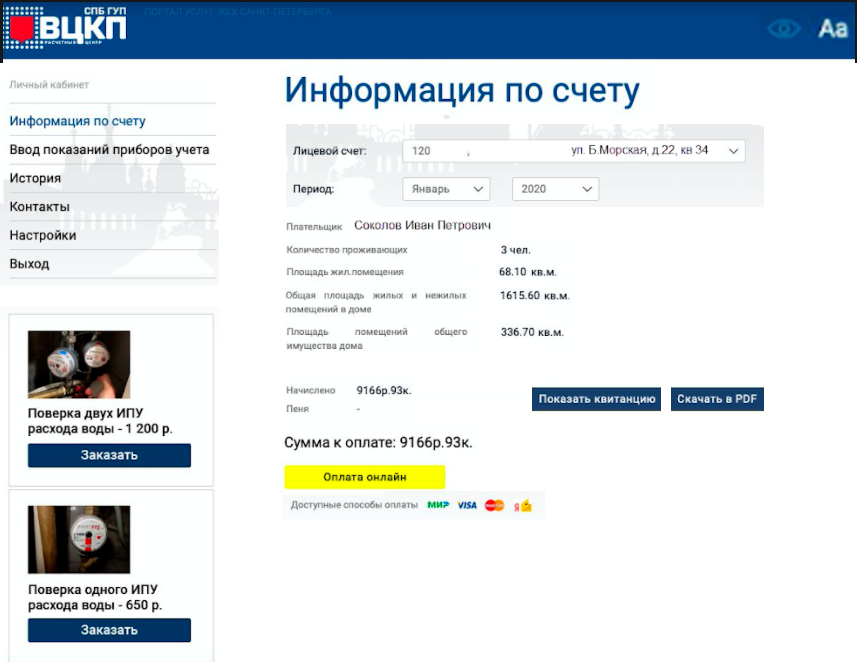 СПБ ГУП
ВЦКП
РАСЧЕТНЫЙ ЦЕНТР
ПОРТАЛ УСЛУГ ЖКХ САНКТ-ПЕТЕРБУРГА
Aa
Личный кабинет
Информация по счету
Ввод показаний приборов учета
История
Контакты
Настройки
Выход
Поверка двух ИПУ
расхода воды - 1 200 р.
Заказать
Поверка одного ИПУ
расхода воды - 650 р.
Заказать
Информация по счету
Лицевой счет: 120 , ул. Б.Морская, д.22, кв 34
Период: Январь 2020
Плательщик Соколов Иван Петрович
Количество проживающих 3 чел.
Площадь жил.помещения 68.10 кв.м.
Общая площадь жилых и нежилых 1615.60 кв.м.
помещений в доме
Площадь помещений общего 336.70 кв.м.
имущества дома
Начислено 9166р.93к.
Пеня -
Показать квитанцию
Скачать в PDF
Сумма к оплате: 9166р.93к.
Оплата онлайн
Доступные способы оплаты МИР VISA Я